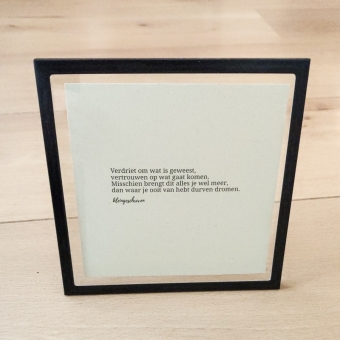 Verdriet om wat is geweest,
vertrouwen op wat gaat komen.
Misschien brengt dit alles je wel meer,
dan waar je ooit van hebt durven dromen.